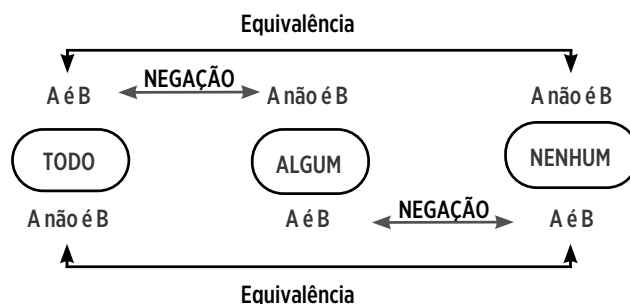 Equivalência
NEGAÇÃO
A é B A não é B A não é B
TODO ALGUM NENHUM
NEGAÇÃO
A não é B A é B A é B
Equivalência